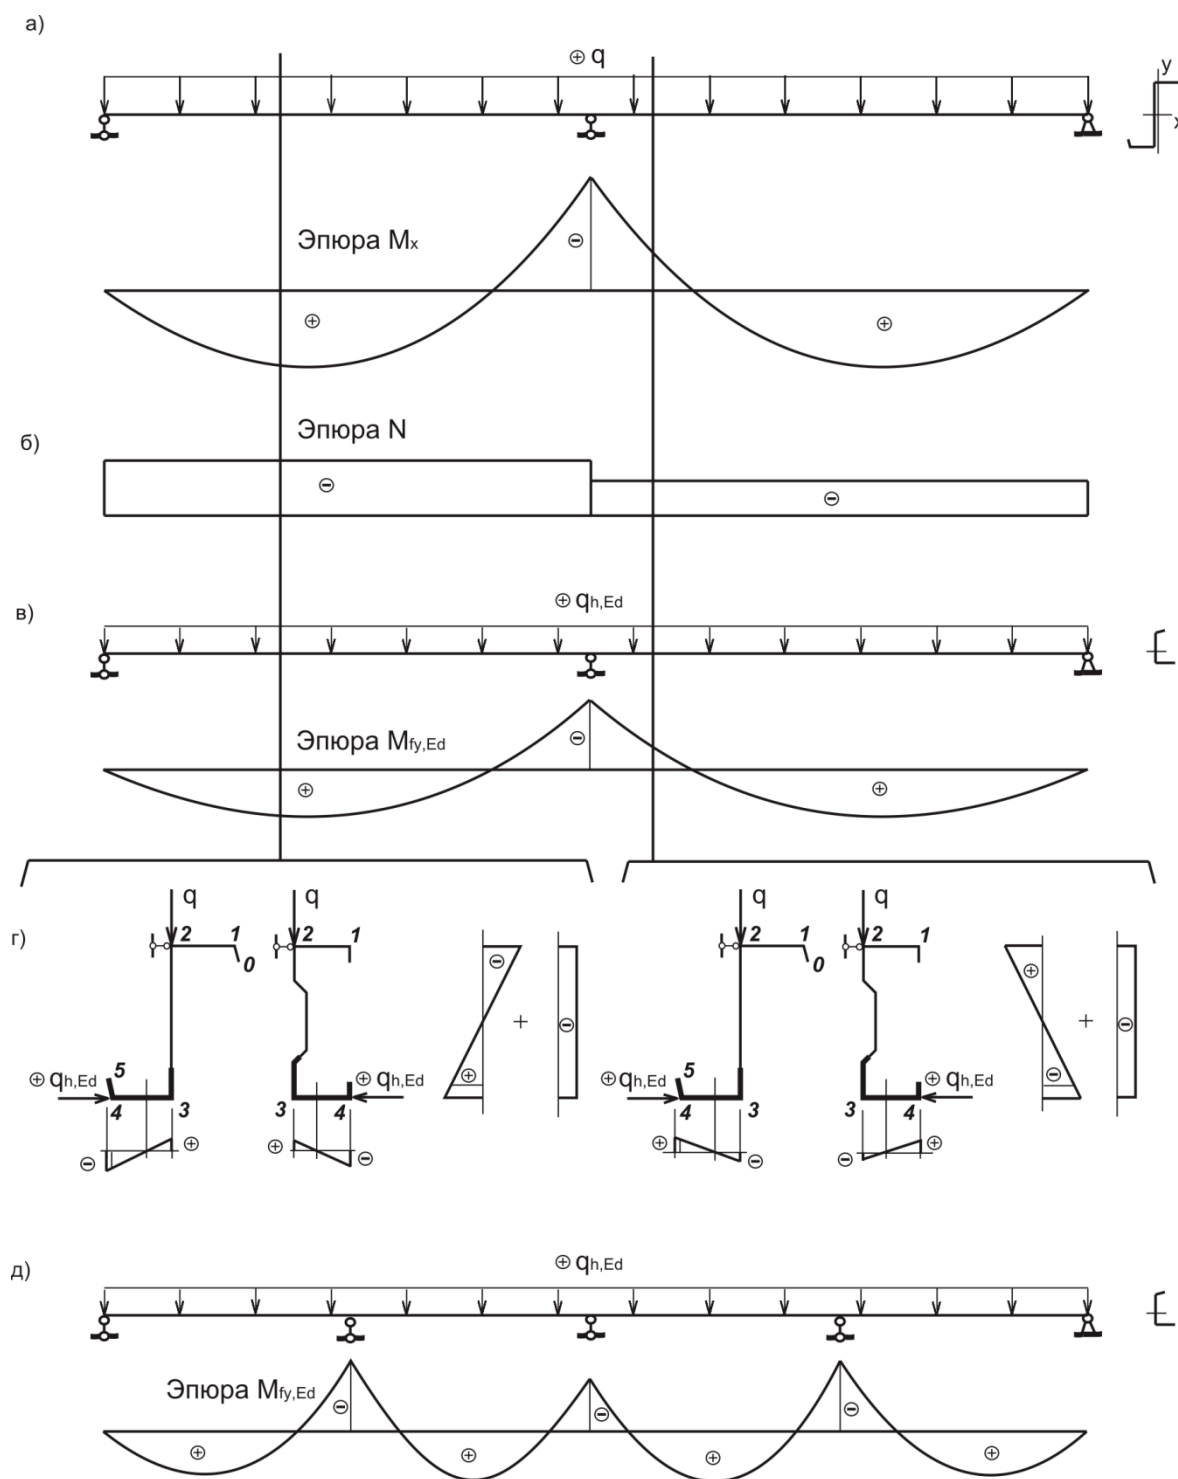 а)
⊕ q
y
x
Эпюра Mx
⊖
⊕ ⊕
б)
Эпюра N
⊖ ⊖
в)
⊕ qh,Ed
Эпюра Mfy,Ed
⊖
⊕ ⊕
г)
q q q q
2 1 2 1 2 1 2 1
0 0
⊖ ⊕
+ ⊖ + ⊖
5 5
⊕ qh,Ed ⊕ qh,Ed ⊕ ⊕ qh,Ed ⊕ qh,Ed ⊖
4 3 3 4 4 3 3 4
⊖ ⊕ ⊕ ⊖ ⊕ ⊖ ⊖ ⊕
д)
⊕ qh,Ed
Эпюра Mfy,Ed
⊖ ⊖ ⊖
⊕ ⊕ ⊕ ⊕